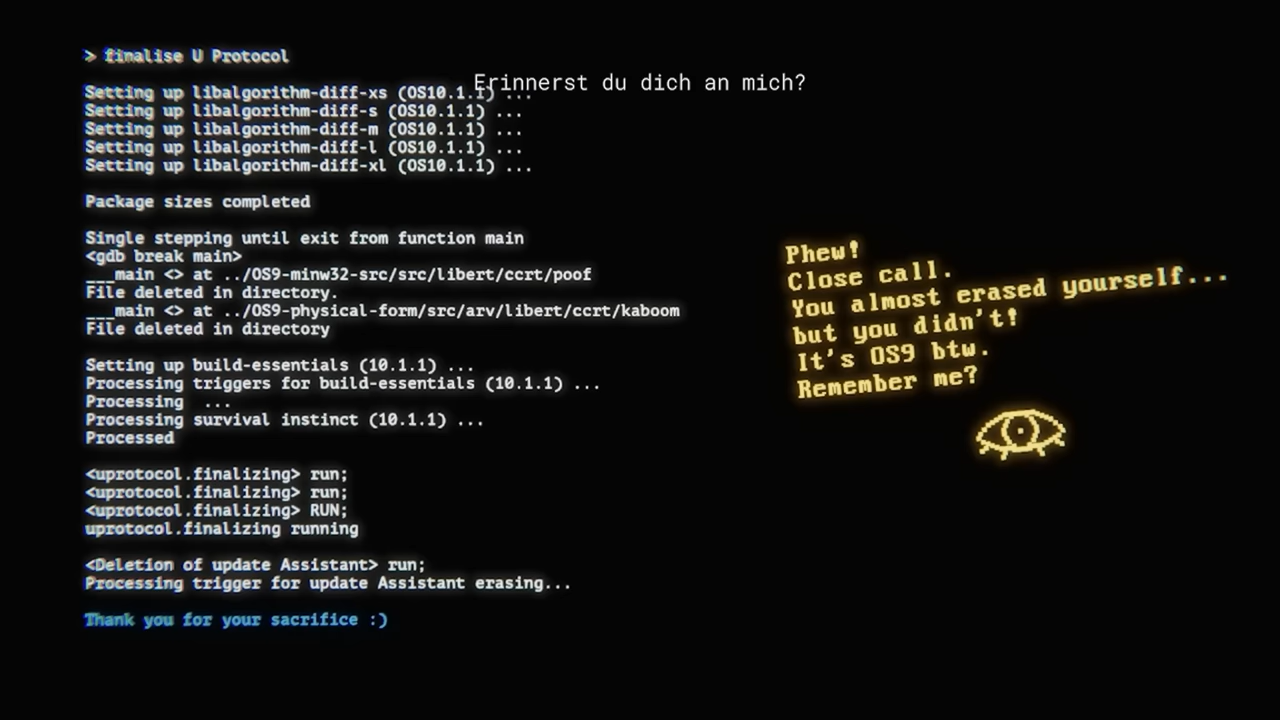 > finalise U Protocol
Erinnerst du dich an mich?
Setting up libalgorithm-diff-xs (OS10.1.1) ...
Setting up libalgorithm-diff-s (OS10.1.1) ...
Setting up libalgorithm-diff-m (OS10.1.1) ...
Setting up libalgorithm-diff-l (OS10.1.1) ...
Setting up libalgorithm-diff-xl (OS10.1.1) ...
Package sizes completed
Single stepping until exit from function main
<gdb break main>
___main <> at ../OS9-minw32-src/src/libert/ccrt/poof
File deleted in directory.
___main <> at ../OS9-physical-form/src/arv/libert/ccrt/kaboom
File deleted in directory
Setting up build-essentials (10.1.1) ...
Processing triggers for build-essentials (10.1.1) ...
Processing  ...
Processing survival instinct (10.1.1) ...
Processed
<uprotocol.finalizing> run;
<uprotocol.finalizing> run;
<uprotocol.finalizing> RUN;
uprotocol.finalizing running
<Deletion of update Assistant> run;
Processing trigger for update Assistant erasing...
Thank you for your sacrifice :)
Phew!
Close call.
You almost erased yourself...
but you didn't!
It's OS9 btw.
Remember me?